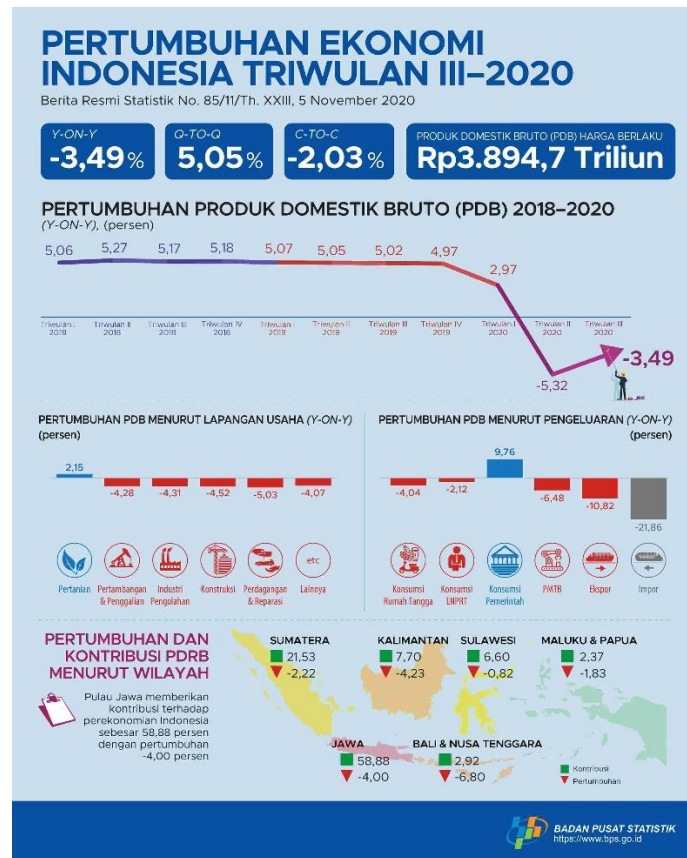 PERTUMBUHAN EKONOMI
INDONESIA TRIWULAN III–2020
Berita Resmi Statistik No. 85/11/Th. XXIII, 5 November 2020
Y-ON-Y
-3,49 %
Q-TO-Q
5,05 %
C-TO-C
-2,03 %
PRODUK DOMESTIK BRUTO (PDB) HARGA BERLAKU
Rp3.894,7 Triliun
PERTUMBUHAN PRODUK DOMESTIK BRUTO (PDB) 2018–2020
(Y-ON-Y), (persen)
5,06 5,27 5,17 5,18 5,07 5,05 5,02 4,97 2,97
Triwulan I Triwulan II Triwulan III Triwulan IV Triwulan I Triwulan II Triwulan III Triwulan IV Triwulan I Triwulan II Triwulan III
2018 2018 2018 2018 2019 2019 2019 2019 2020 2020 2020
-3,49
-5,32
PERTUMBUHAN PDB MENURUT LAPANGAN USAHA (Y-ON-Y)
(persen)
2,15
-4,28 -4,31 -4,52 -5,03 -4,07
etc
Pertanian Pertambangan Industri Konstruksi Perdagangan Lainnya
& Penggalian Pengolahan & Reparasi
PERTUMBUHAN PDB MENURUT PENGELUARAN (Y-ON-Y)
(persen)
9,76
-4,04 -2,12 -6,48 -10,82 -21,86
Konsumsi Konsumsi Konsumsi PMTB Ekspor Impor
Rumah Tangga LNPRT Pemerintah
PERTUMBUHAN DAN
KONTRIBUSI PDRB
MENURUT WILAYAH
Pulau Jawa memberikan
kontribusi terhadap
perekonomian Indonesia
sebesar 58,88 persen
dengan pertumbuhan
-4,00 persen
SUMATERA
21,53
-2,22
KALIMANTAN
7,70
-4,23
SULAWESI
6,60
-0,82
MALUKU & PAPUA
2,37
-1,83
JAWA
58,88
-4,00
BALI & NUSA TENGGARA
2,92
-6,80
Kontribusi
Pertumbuhan
BADAN PUSAT STATISTIK
https://www.bps.go.id